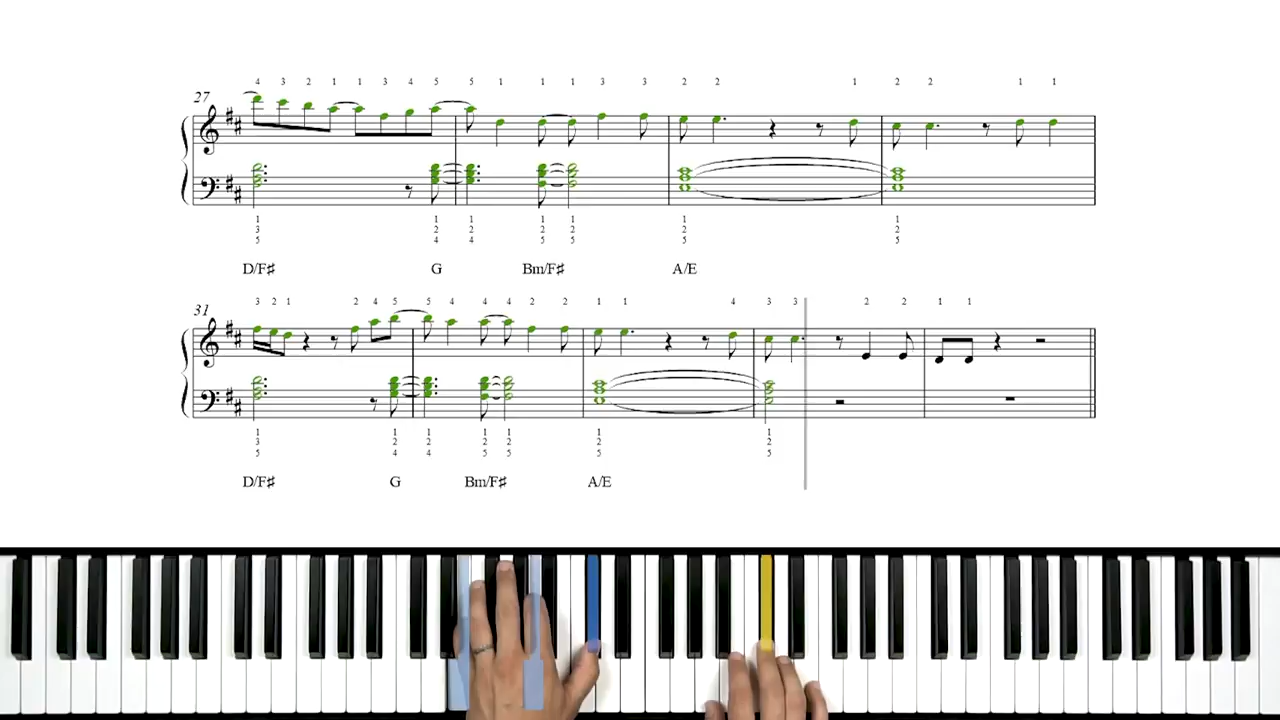 4 3 2 1 1 3 4 5 5 1 1 1 3 3 2 2 1 2 2 1 1
27
1 1 1 1 1 1 1
3 2 2 2 2 2 2
5 4 4 5 5 5 5
D/F♯ G Bm/F♯ A/E
3 2 1 2 4 5 5 4 4 4 2 2 1 1 4 3 3 2 2 1 1
31
1 1 1 1 1 1 1
3 2 2 2 2 2 2
5 4 4 5 5 5 5
D/F♯ G Bm/F♯ A/E